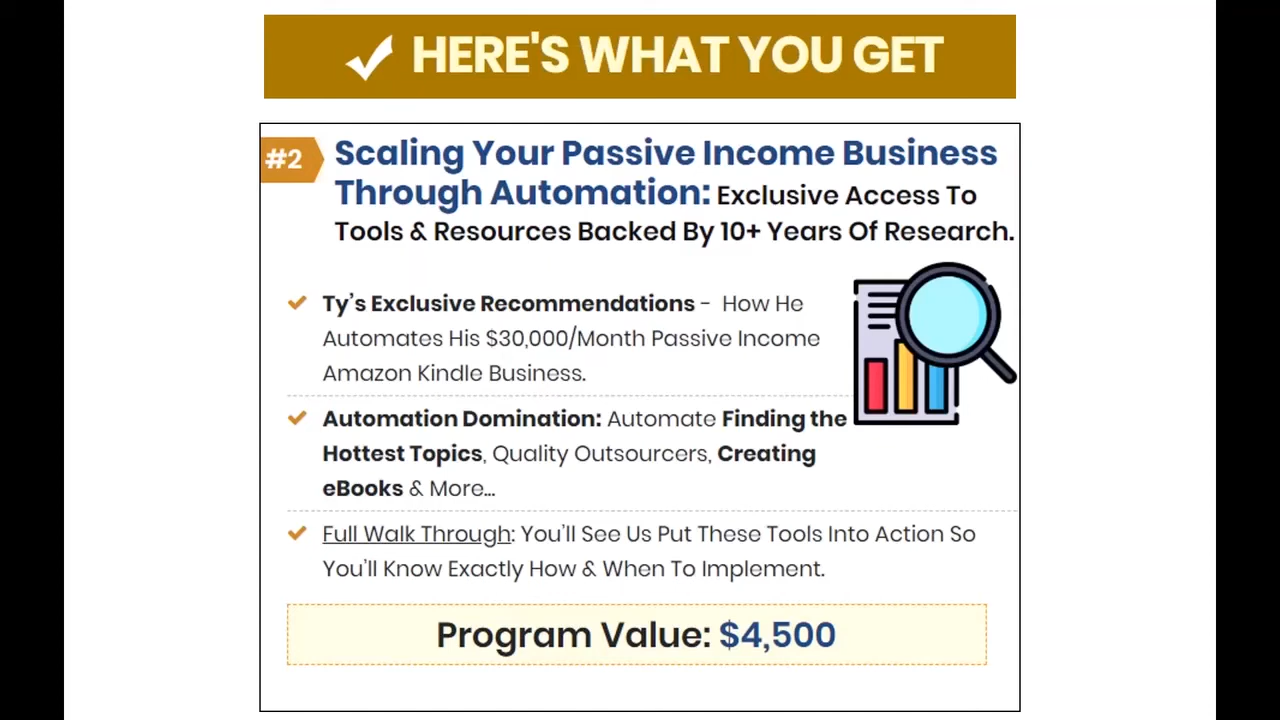 HERE'S WHAT YOU GET
#2
Scaling Your Passive Income Business
Through Automation: Exclusive Access To
Tools & Resources Backed By 10+ Years Of Research.
Ty's Exclusive Recommendations - How He
Automates His $30,000/Month Passive Income
Amazon Kindle Business.
Automation Domination: Automate Finding the
Hottest Topics, Quality Outsourcers, Creating
eBooks & More...
Full Walk Through: You'll See Us Put These Tools Into Action So
You'll Know Exactly How & When To Implement.
Program Value: $4,500